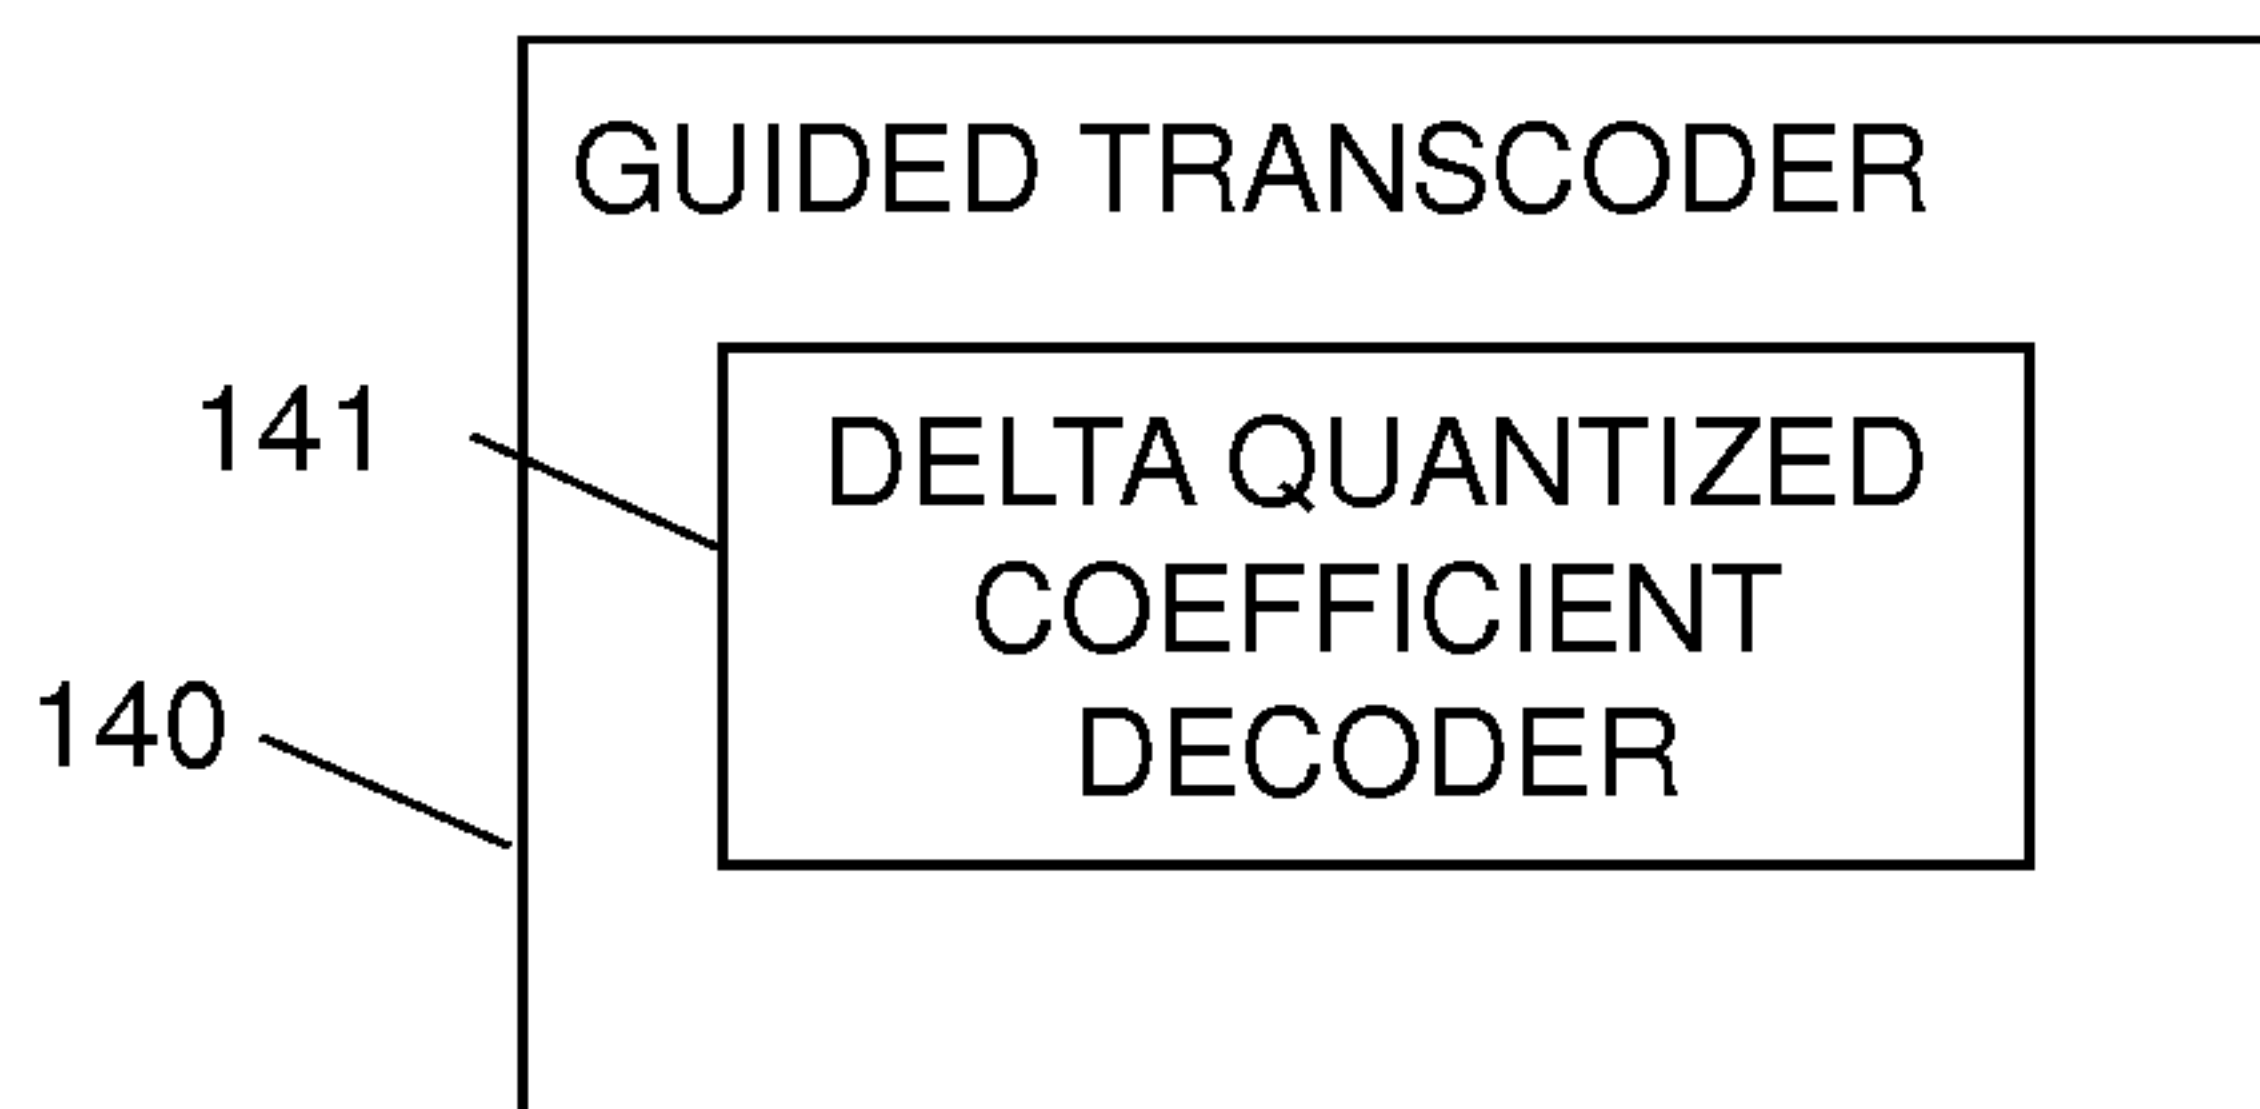 GUIDED TRANSCODER
141
DELTA QUANTIZED
COEFFICIENT
DECODER
140